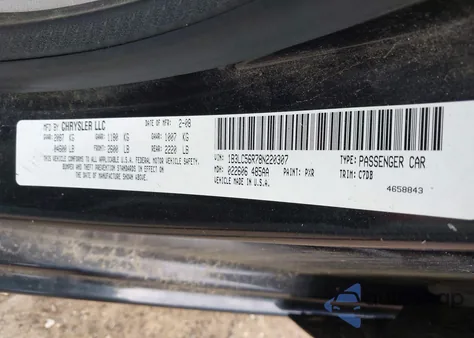 MFD BY CHRYSLER LLC DATE OF MFR 2-08
GVWR: 2087 KG GAWR: 1180 KG GAWR: 1007 KG
04600 LB FRONT: 2600 LB REAR: 2220 LB
THIS VEHICLE CONFORMS TO ALL APPLICABLE U.S.A. FEDERAL MOTOR VEHICLE SAFETY,
BUMPER AND THEFT PREVENTION STANDARDS IN EFFECT ON
THE DATE OF MANUFACTURE SHOWN ABOVE.
VIN: 1B3LC56R78N220307 TYPE: PASSENGER CAR
MDH: 022606 485AA PAINT: PXR TRIM: C7DB
VEHICLE MADE IN U.S.A.
4658843